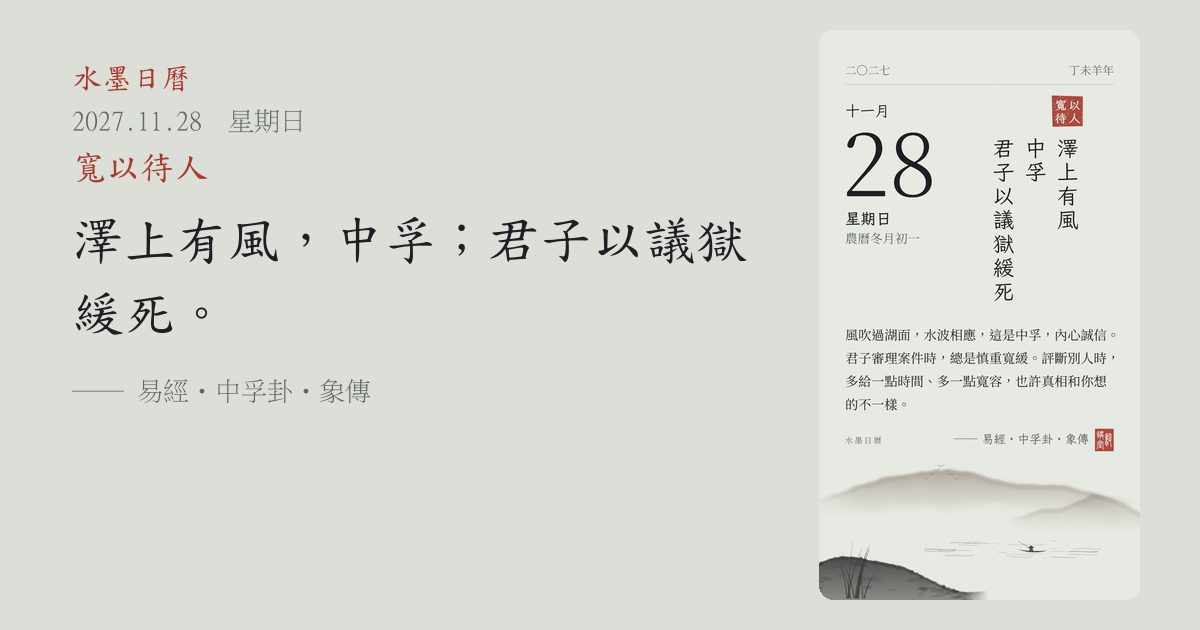 水墨日曆
2027.11.28 星期日
寬以待人
澤上有風，中孚；君子以議獄
緩死。
—— 易經・中孚卦・象傳
二〇二七
丁未羊年
十一月
28
星期日
農曆冬月初一
寬以待人
澤上有風
中孚
君子以議獄緩死
風吹過湖面，水波相應，這是中孚，內心誠信。
君子審理案件時，總是慎重寬緩。評斷別人時，
多給一點時間、多一點寬容，也許真相和你想
的不一樣。
水墨日曆
—— 易經・中孚卦・象傳